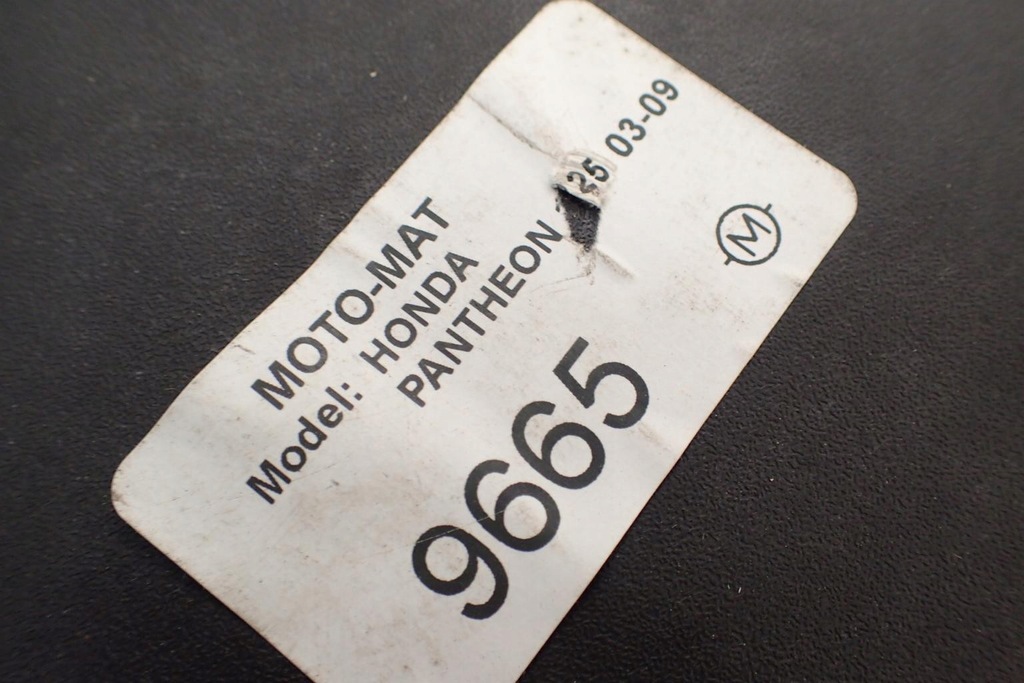 MOTO-MAT
Model: HONDA
PANTHEON 25 03-09
M
9665